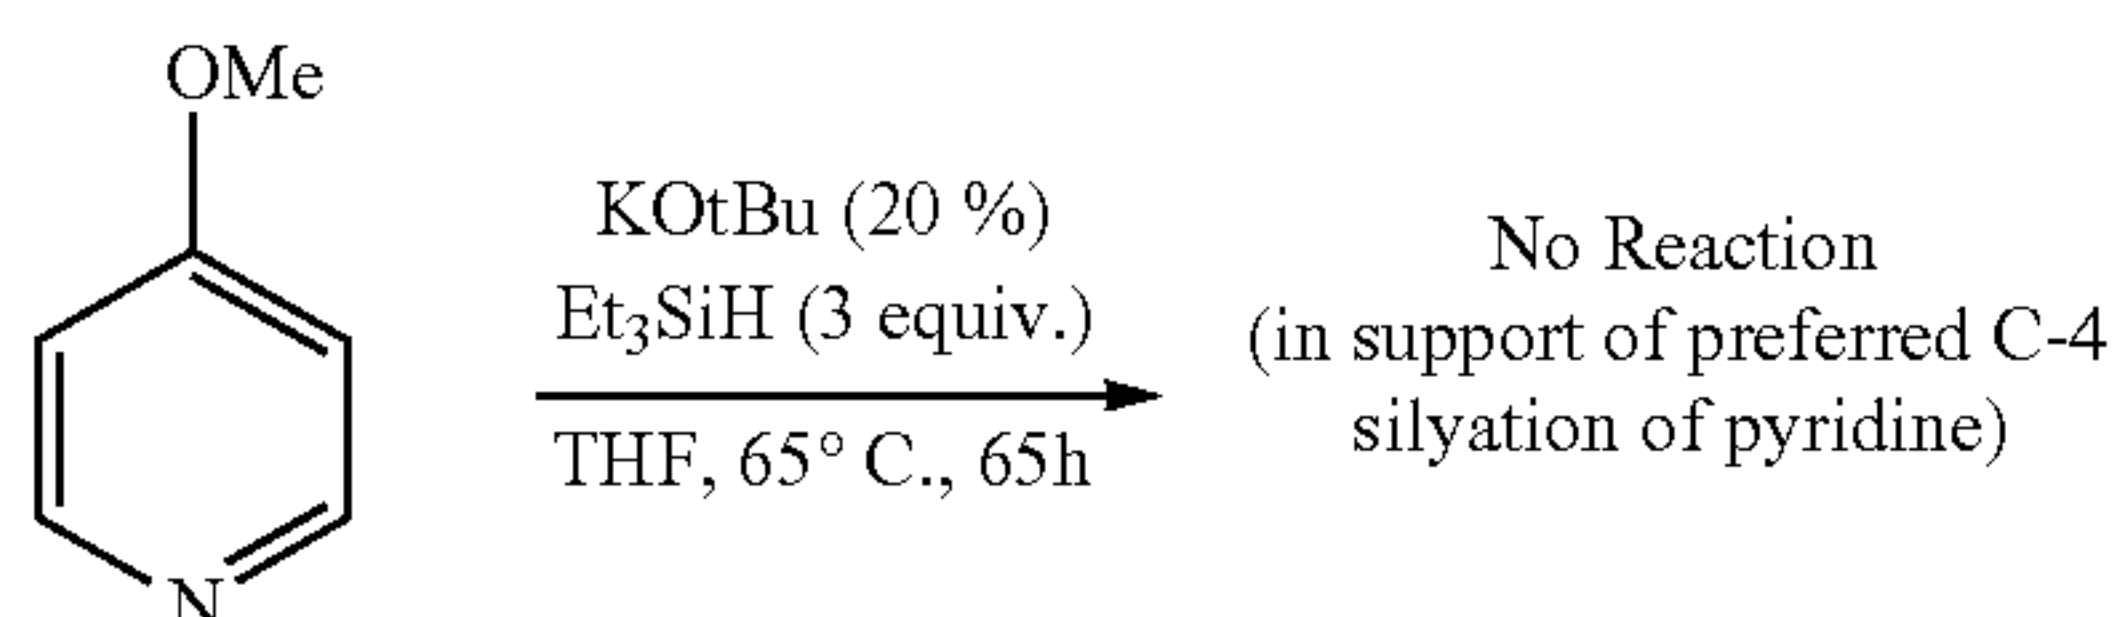 OMe
KOtBu (20 %)
Et₃SiH (3 equiv.)
THF, 65° C., 65h
No Reaction
(in support of preferred C-4
silyation of pyridine)
N